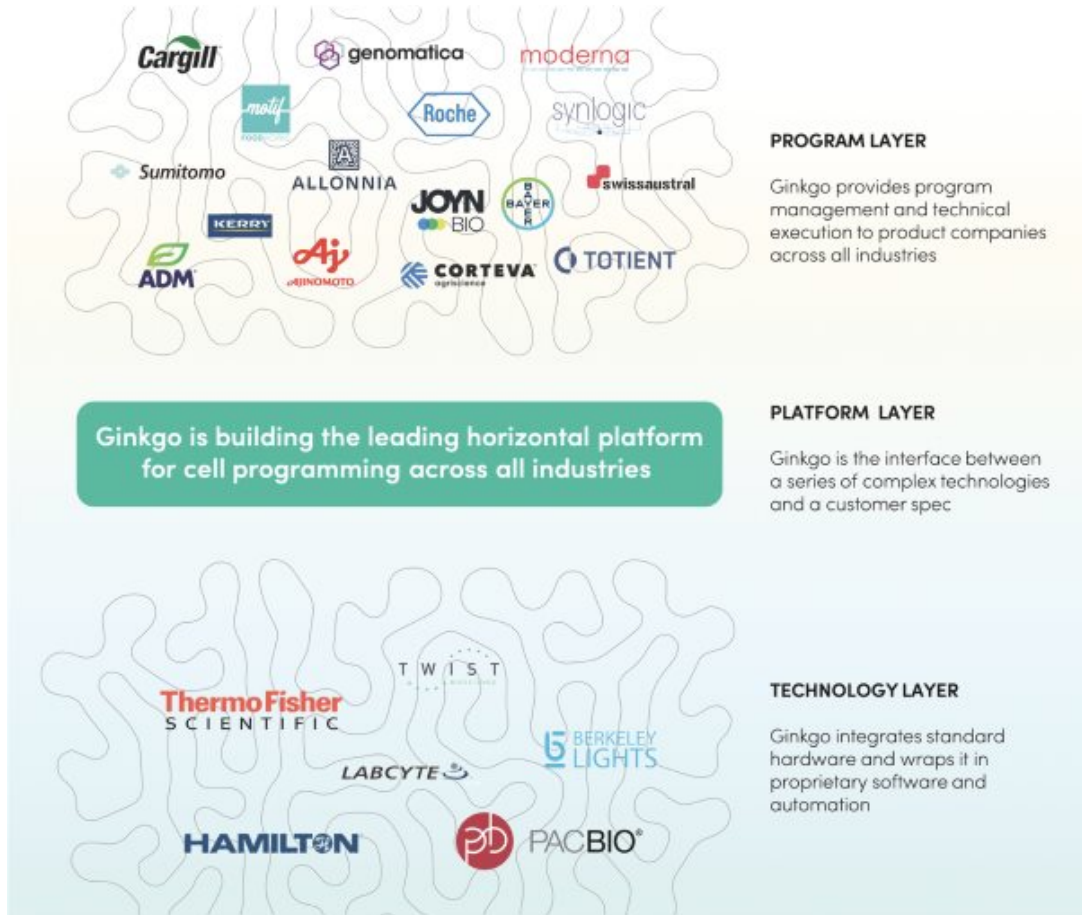 Cargill
genomatica
moderna
motif
FOODWORKS
Roche
synlogic
Sumitomo
A
ALLONNIA
JOYN
BIO
BAYER
BAYER
swissaustral
KERRY
ADM
Aj
AJINOMOTO
CORTEVA
agriscience
TOTIENT
PROGRAM LAYER
Ginkgo provides program
management and technical
execution to product companies
across all industries
Ginkgo is building the leading horizontal platform
for cell programming across all industries
PLATFORM LAYER
Ginkgo is the interface between
a series of complex technologies
and a customer spec
TWIST
ThermoFisher
SCIENTIFIC
BERKELEY
LIGHTS
LABCYTE
HAMILTON
pb
PACBIO®
TECHNOLOGY LAYER
Ginkgo integrates standard
hardware and wraps it in
proprietary software and
automation